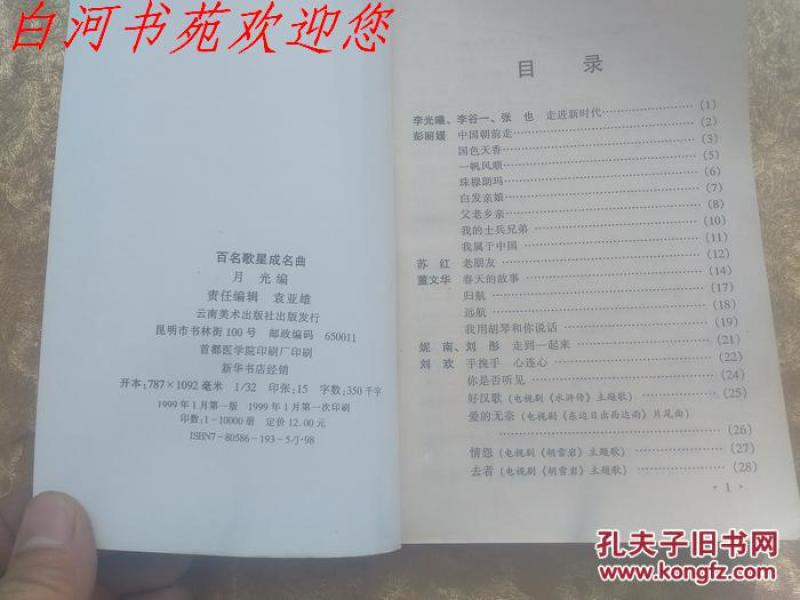 白河书苑欢迎您
百名歌星成名曲
月光编
责任编辑 袁亚雄
云南美术出版社出版发行
昆明市书林街100号 邮政编码 650011
首都医学院印刷厂印刷
新华书店经销
开本:787×1092毫米 1/32 印张:15 字数:350千字
1999年1月第一版 1999年1月第一次印刷
印数:1-10000册 定价12.00元
ISBN7-80586-193-5/J·98
目录
李光曦、李谷一、张 也 走进新时代……(1)
彭丽媛 中国朝前走……(2)
国色天香……(3)
一帆风顺……(5)
珠穆朗玛……(6)
白发亲娘……(7)
父老乡亲……(8)
我的士兵兄弟……(10)
我属于中国……(11)
苏 红 老朋友……(12)
董文华 春天的故事……(14)
归航……(17)
远航……(18)
我用胡琴和你说话……(19)
妮 南、刘 彤 走到一起来……(21)
刘 欢 手挽手 心连心……(22)
你是否听见……(24)
好汉歌(电视剧《水浒传》主题歌)……(25)
爱的无奈(电视剧《东边日出西边雨》片尾曲)
……(26)
情怨(电视剧《胡雪岩》主题歌)……(27)
去者(电视剧《胡雪岩》主题歌)……(28)
·1·
孔夫子旧书网
www.kongfz.com